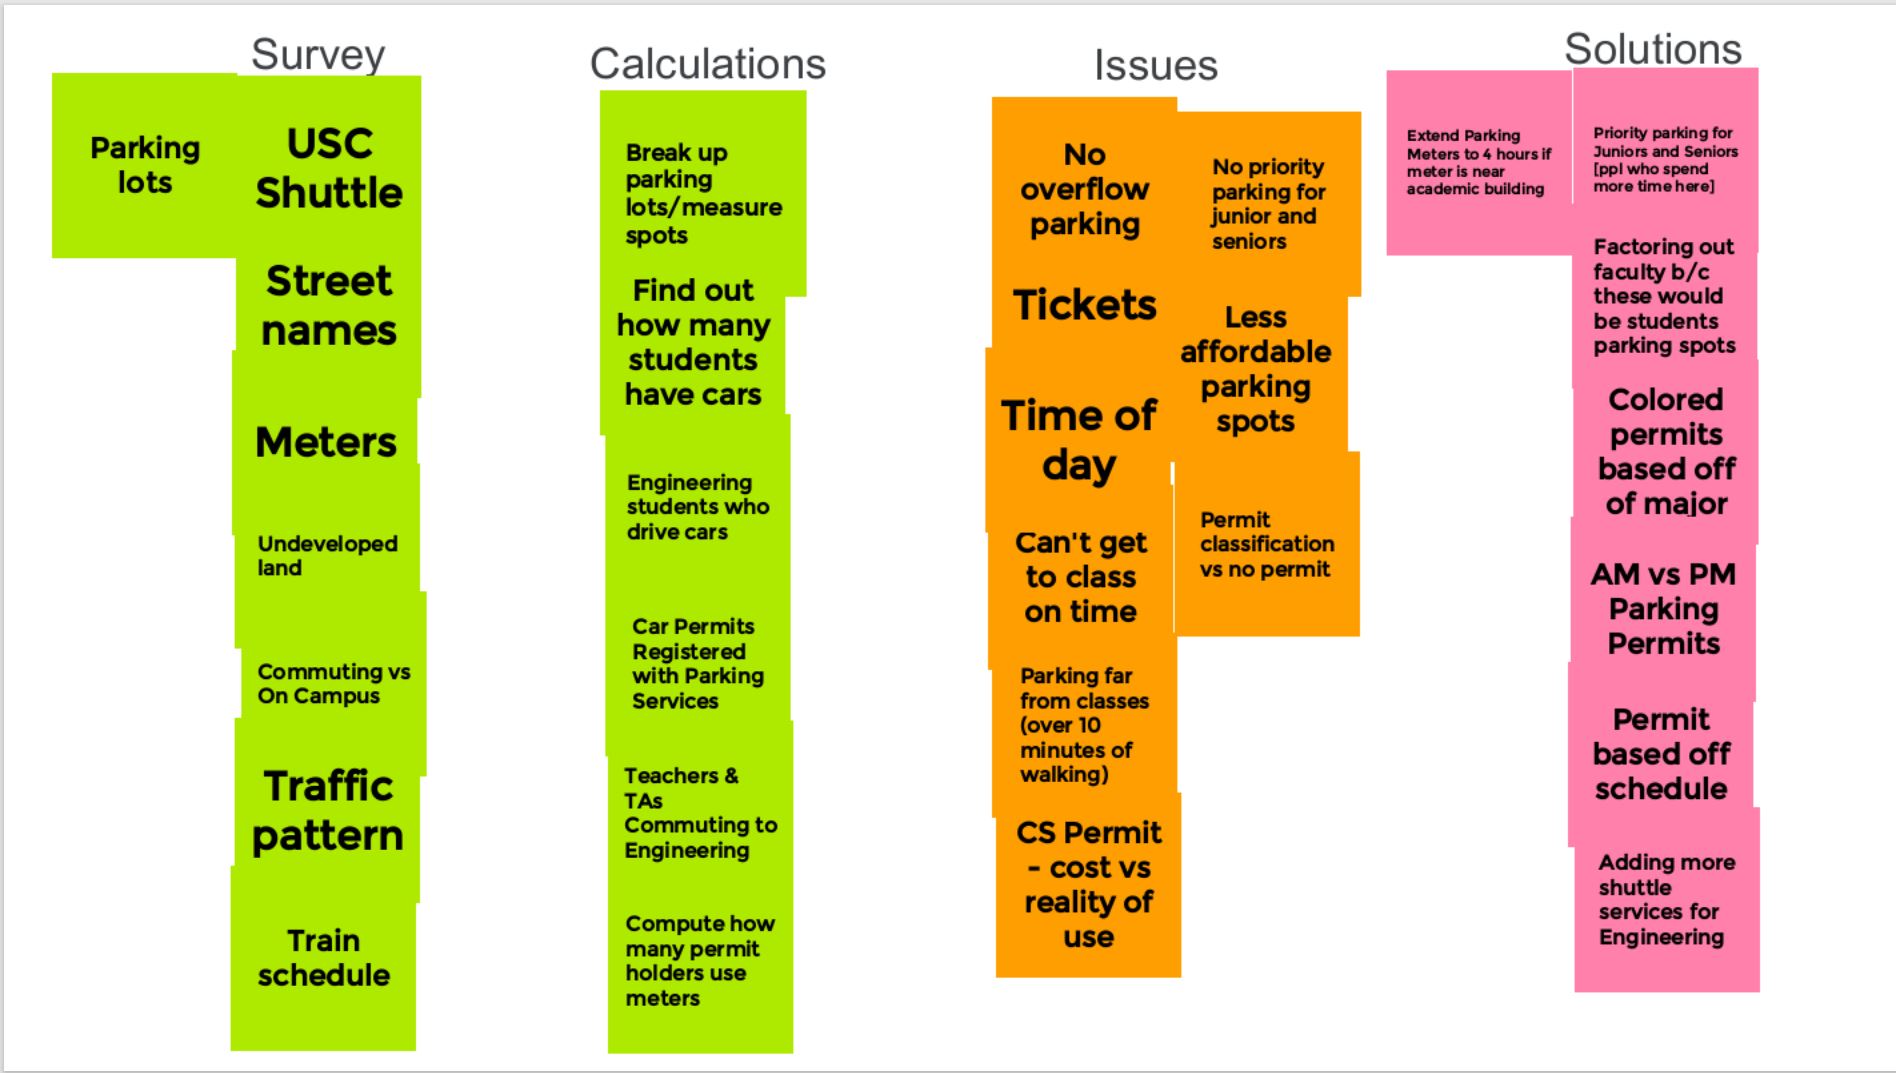 Survey
Parking
lots
USC
Shuttle
Street
names
Meters
Undeveloped
land
Commuting vs
On Campus
Traffic
pattern
Train
schedule
Calculations
Break up
parking
lots/measure
spots
Find out
how many
students
have cars
Engineering
students who
drive cars
Car Permits
Registered
with Parking
Services
Teachers &
TAs
Commuting to
Engineering
Compute how
many permit
holders use
meters
Issues
No
overflow
parking
Tickets
Time of
day
Can't get
to class
on time
Parking far
from classes
(over 10
minutes of
walking)
CS Permit
- cost vs
reality of
use
No priority
parking for
junior and
seniors
Less
affordable
parking
spots
Permit
classification
vs no permit
Solutions
Extend Parking
Meters to 4 hours if
meter is near
academic building
Priority parking for
Juniors and Seniors
[ppl who spend
more time here]
Factoring out
faculty b/c
these would
be students
parking spots
Colored
permits
based off
of major
AM vs PM
Parking
Permits
Permit
based off
schedule
Adding more
shuttle
services for
Engineering